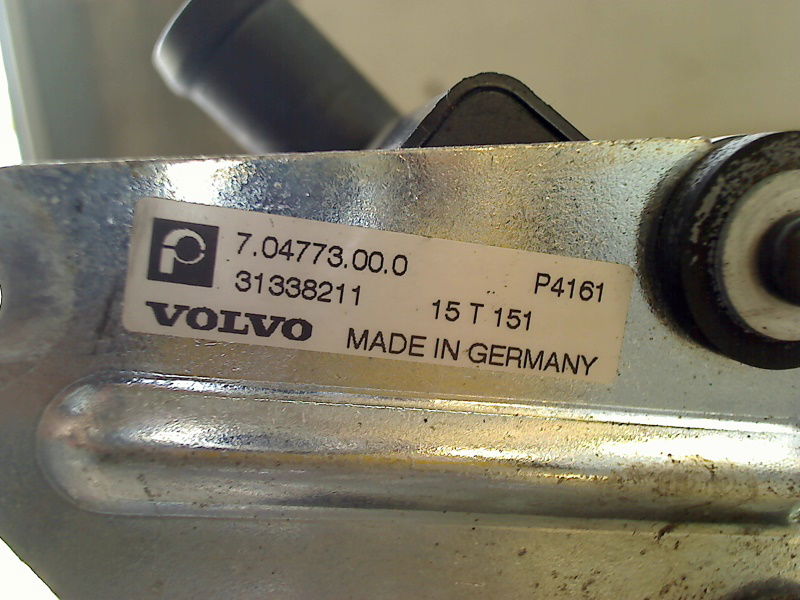 7.04773.00.0
31338211
P4161
15 T 151
VOLVO
MADE IN GERMANY